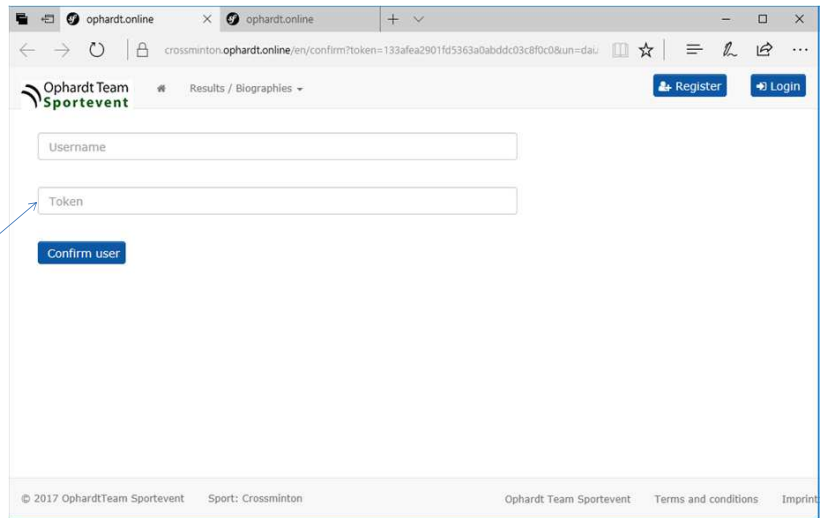 ophardt.online ophardt.online
crossminton.ophardt.online/en/confirm?token=133afea2901fd5363a0abddc03c8f0c0&un=dai
Ophardt Team
Sportevent
Results / Biographies
Register
Login
Username
Token
Confirm user
© 2017 OphardtTeam Sportevent Sport: Crossminton Ophardt Team Sportevent Terms and conditions Imprint